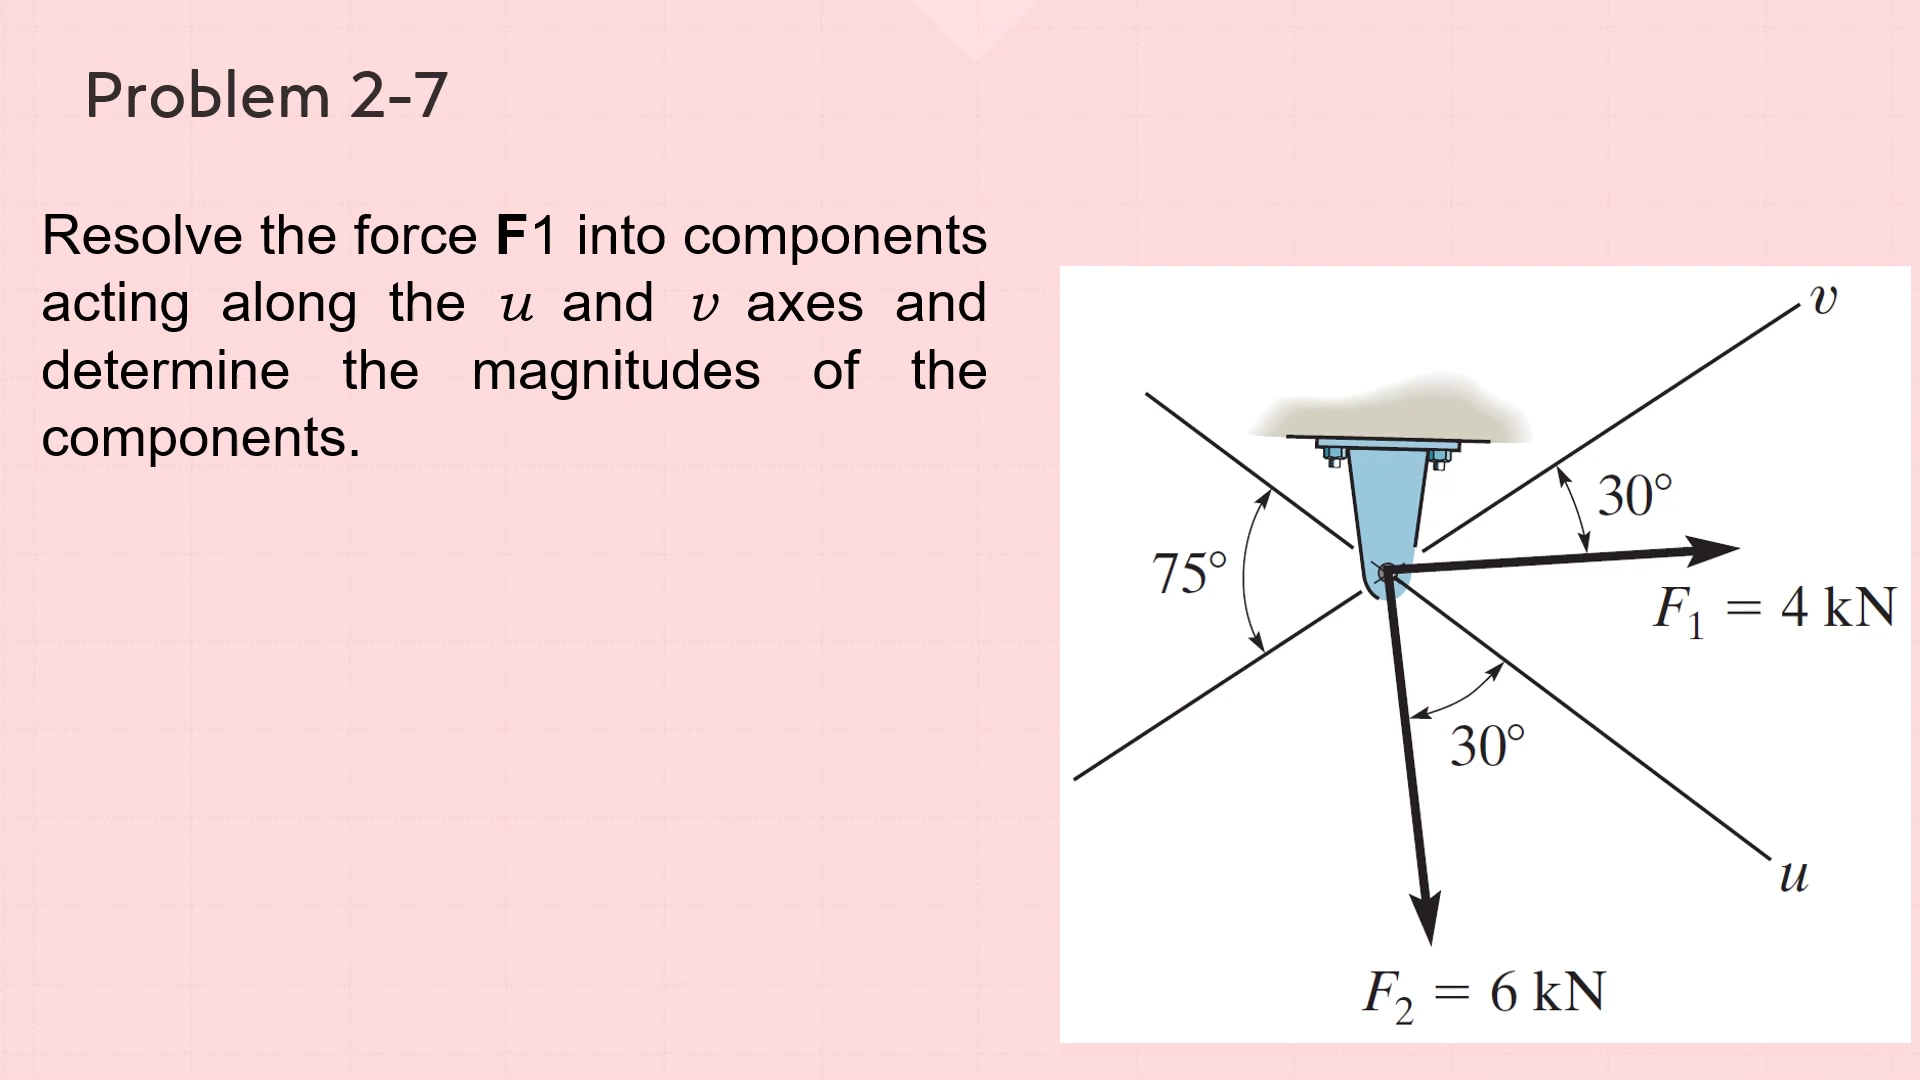 Problem 2-7
Resolve the force F1 into components
acting along the u and v axes and
determine the magnitudes of the
components.
v
30°
75°
F₁ = 4 kN
30°
u
F₂ = 6 kN